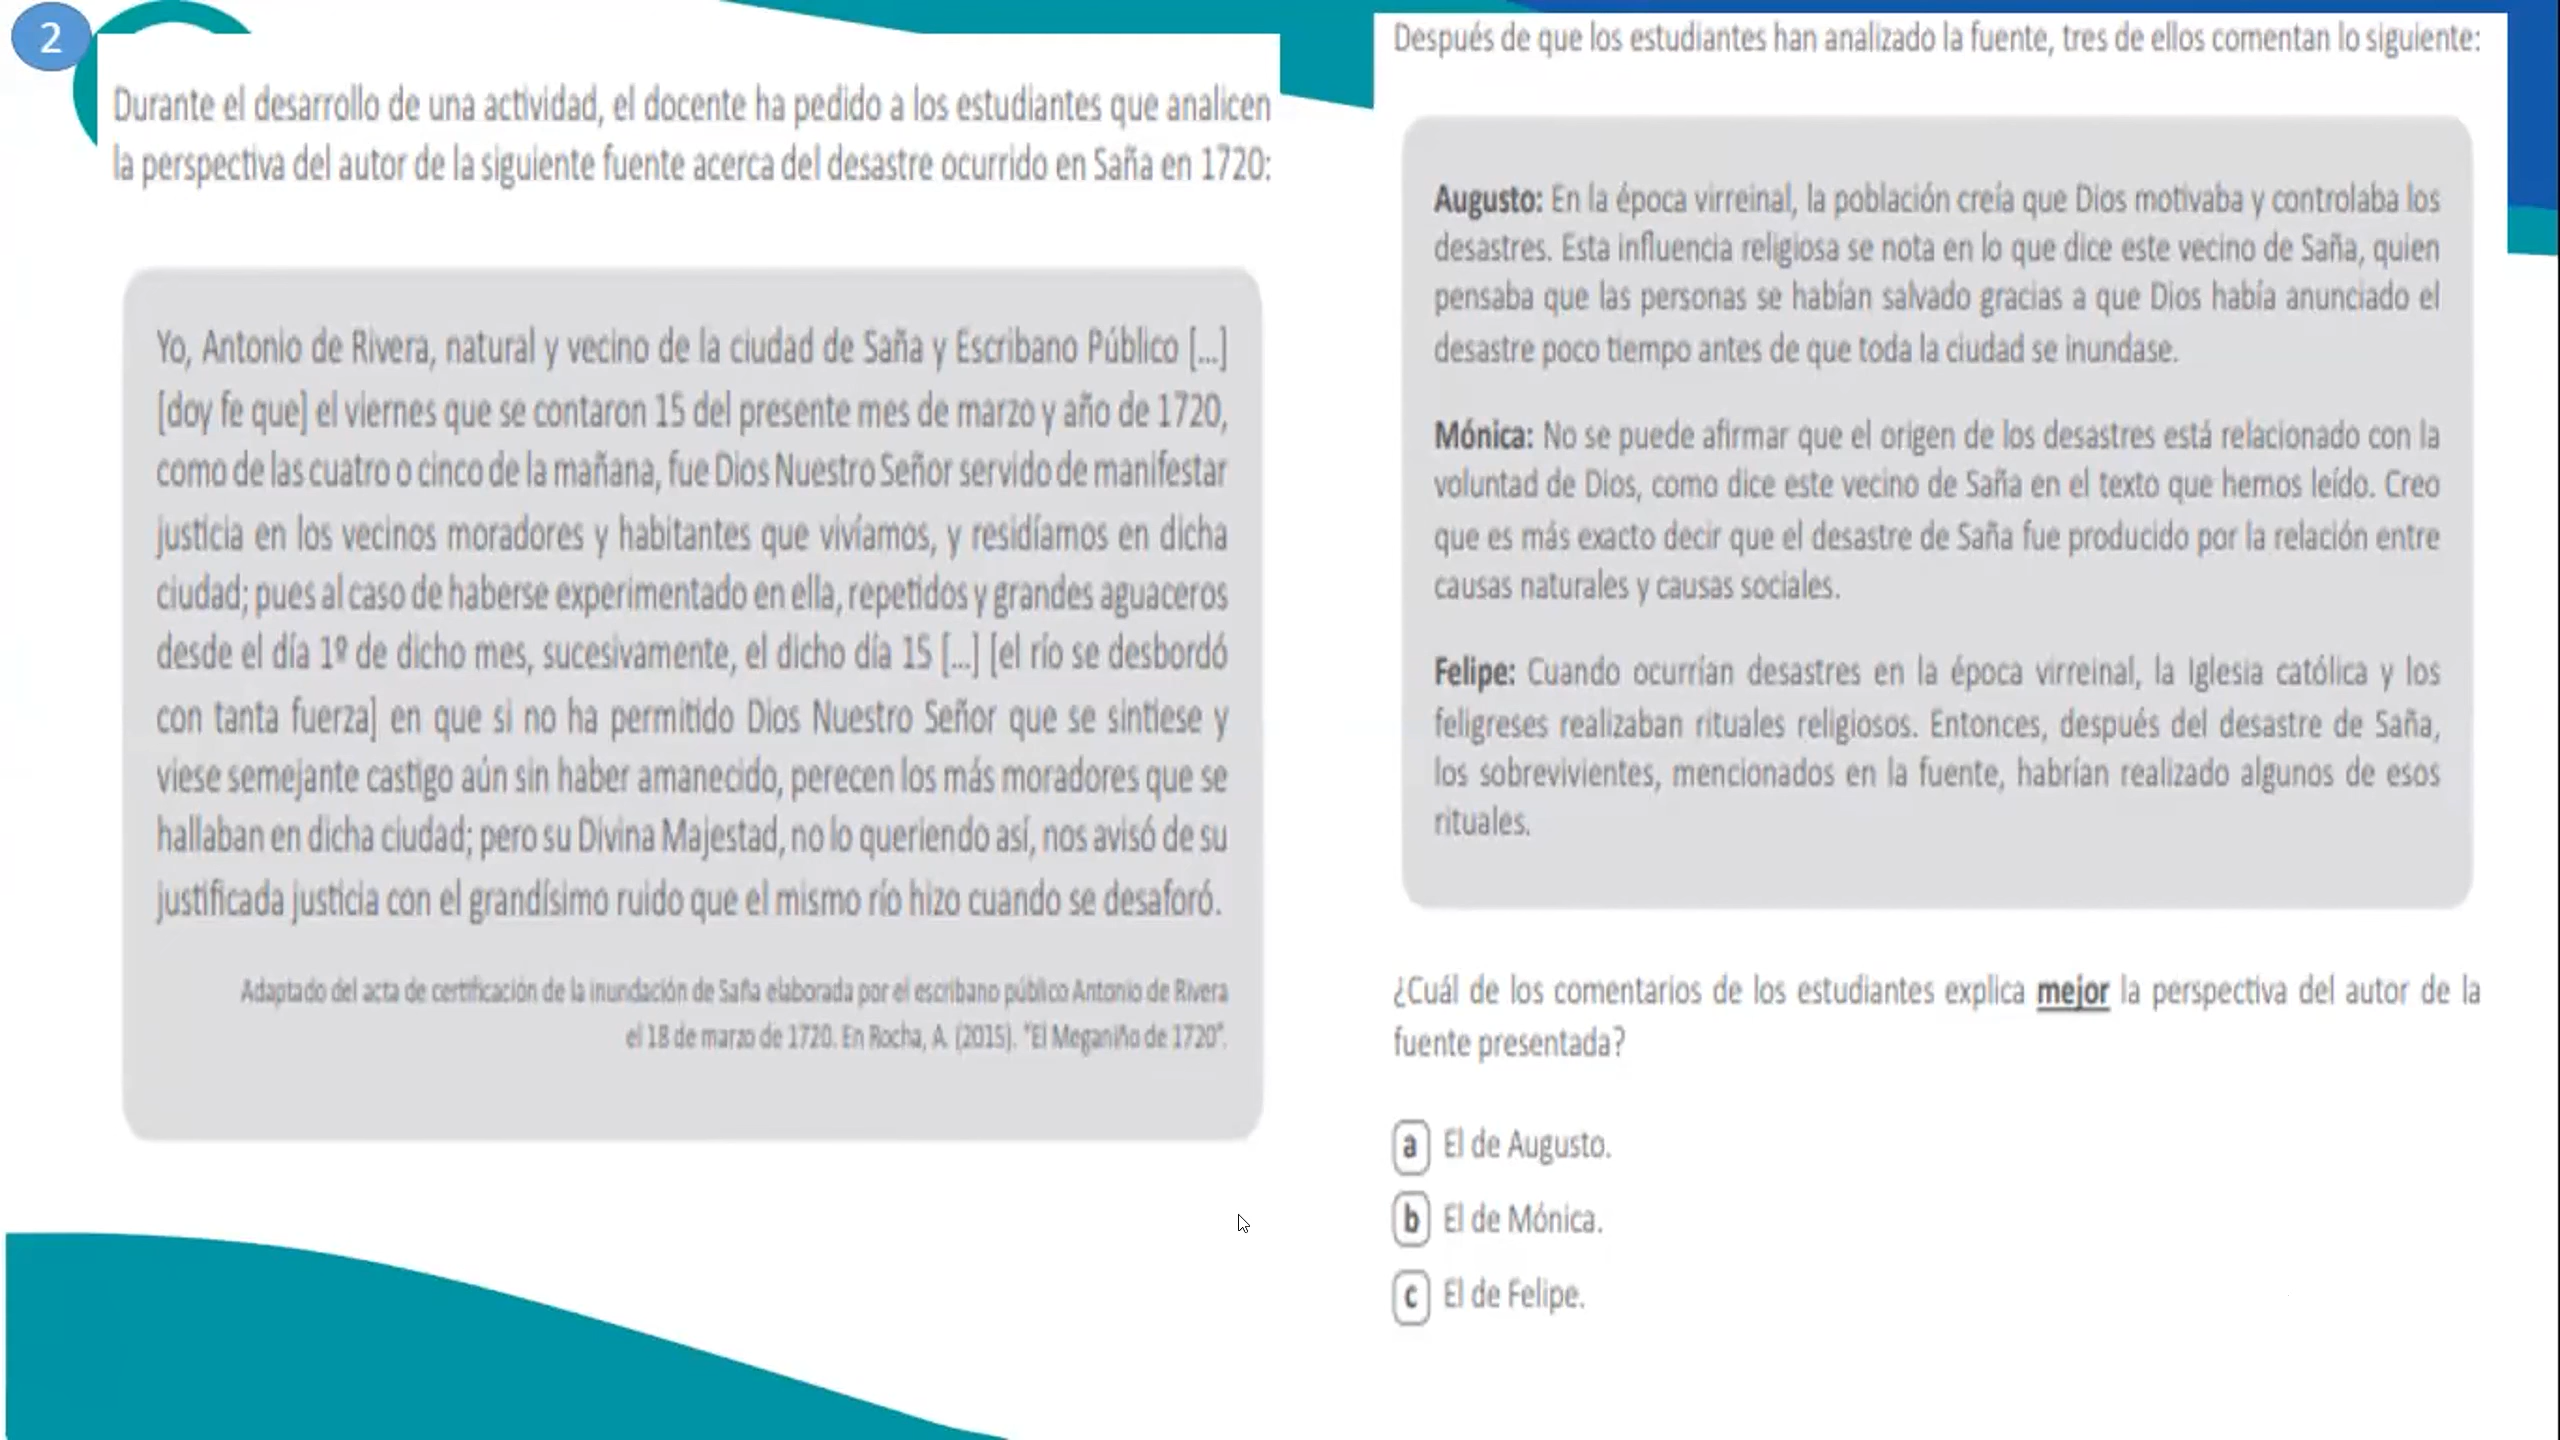 2
Durante el desarrollo de una actividad, el docente ha pedido a los estudiantes que analicen
la perspectiva del autor de la siguiente fuente acerca del desastre ocurrido en Saña en 1720:
Yo, Antonio de Rivera, natural y vecino de la ciudad de Saña y Escribano Público [...]
[doy fe que] el viernes que se contaron 15 del presente mes de marzo y año de 1720,
como de las cuatro o cinco de la mañana, fue Dios Nuestro Señor servido de manifestar
justicia en los vecinos moradores y habitantes que vivíamos, y residíamos en dicha
ciudad; pues al caso de haberse experimentado en ella, repetidos y grandes aguaceros
desde el día 1º de dicho mes, sucesivamente, el dicho día 15 [...] [el río se desbordó
con tanta fuerza] en que si no ha permitido Dios Nuestro Señor que se sintiese y
viese semejante castigo aún sin haber amanecido, perecen los más moradores que se
hallaban en dicha ciudad; pero su Divina Majestad, no lo queriendo así, nos avisó de su
justificada justicia con el grandísimo ruido que el mismo río hizo cuando se desaforó.
Adaptado del acta de certificación de la inundación de Saña elaborada por el escribano público Antonio de Rivera
el 18 de marzo de 1720. En Rocha, A. (2015). "El Meganiño de 1720".
Después de que los estudiantes han analizado la fuente, tres de ellos comentan lo siguiente:
Augusto: En la época virreinal, la población creía que Dios motivaba y controlaba los
desastres. Esta influencia religiosa se nota en lo que dice este vecino de Saña, quien
pensaba que las personas se habían salvado gracias a que Dios había anunciado el
desastre poco tiempo antes de que toda la ciudad se inundase.
Mónica: No se puede afirmar que el origen de los desastres está relacionado con la
voluntad de Dios, como dice este vecino de Saña en el texto que hemos leído. Creo
que es más exacto decir que el desastre de Saña fue producido por la relación entre
causas naturales y causas sociales.
Felipe: Cuando ocurrían desastres en la época virreinal, la Iglesia católica y los
feligreses realizaban rituales religiosos. Entonces, después del desastre de Saña,
los sobrevivientes, mencionados en la fuente, habrían realizado algunos de esos
rituales.
¿Cuál de los comentarios de los estudiantes explica mejor la perspectiva del autor de la
fuente presentada?
a El de Augusto.
b El de Mónica.
c El de Felipe.